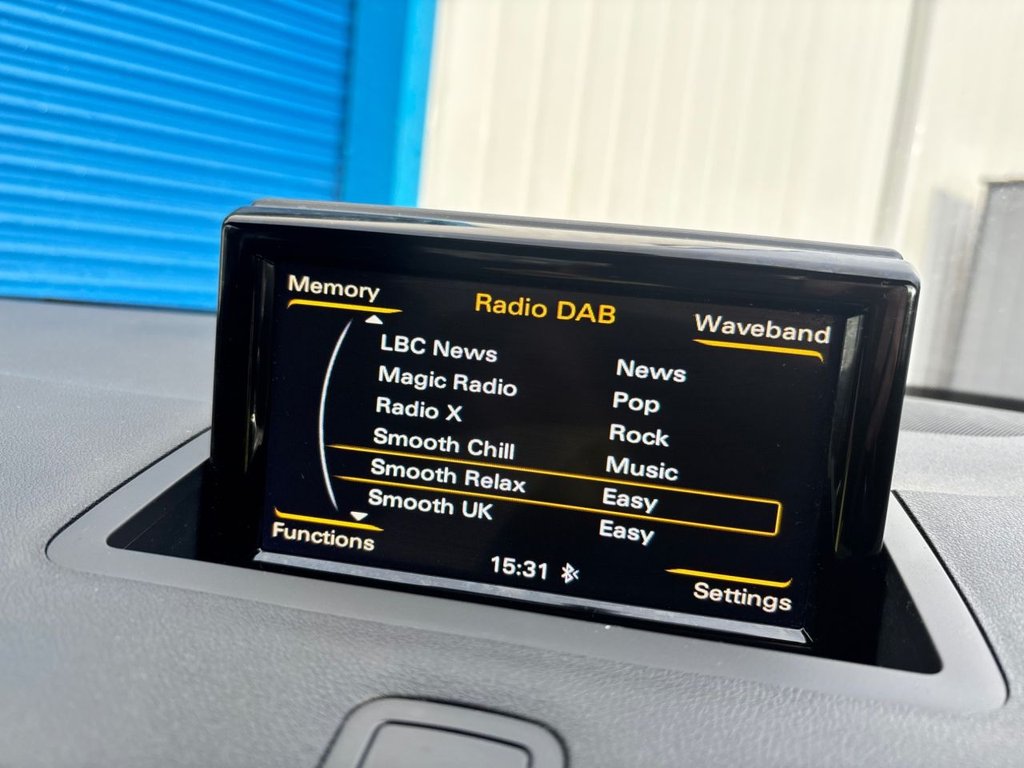 Memory
Radio DAB
Waveband
LBC News News
Magic Radio Pop
Radio X Rock
Smooth Chill Music
Smooth Relax Easy
Smooth UK Easy
Functions
15:31
Settings